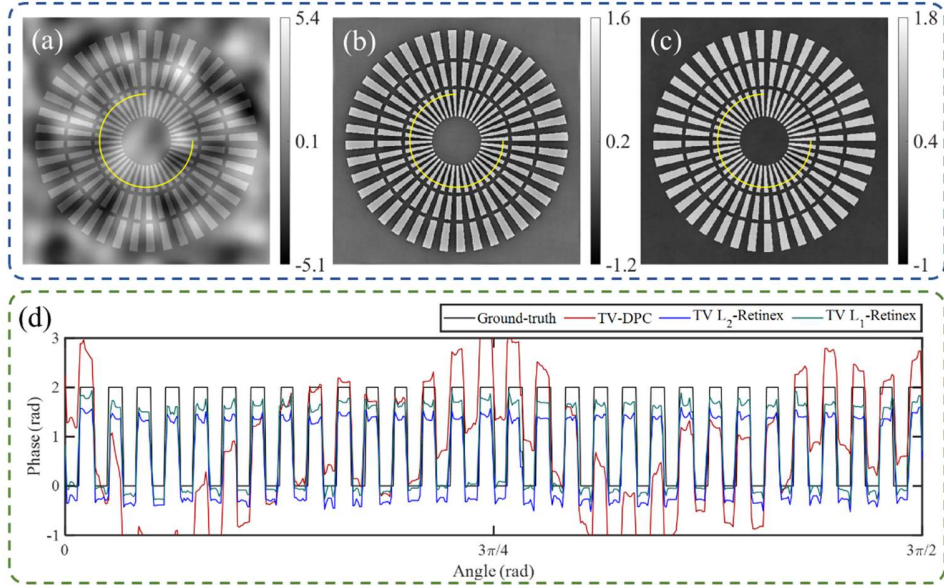 (a)
5.4
0.1
-5.1
(b)
1.6
0.2
-1.2
(c)
1.8
0.4
-1
(d)
Ground-truth TV-DPC TV L2-Retinex TV L1-Retinex
3
2
1
0
-1
Phase (rad)
0 3π/4 3π/2
Angle (rad)